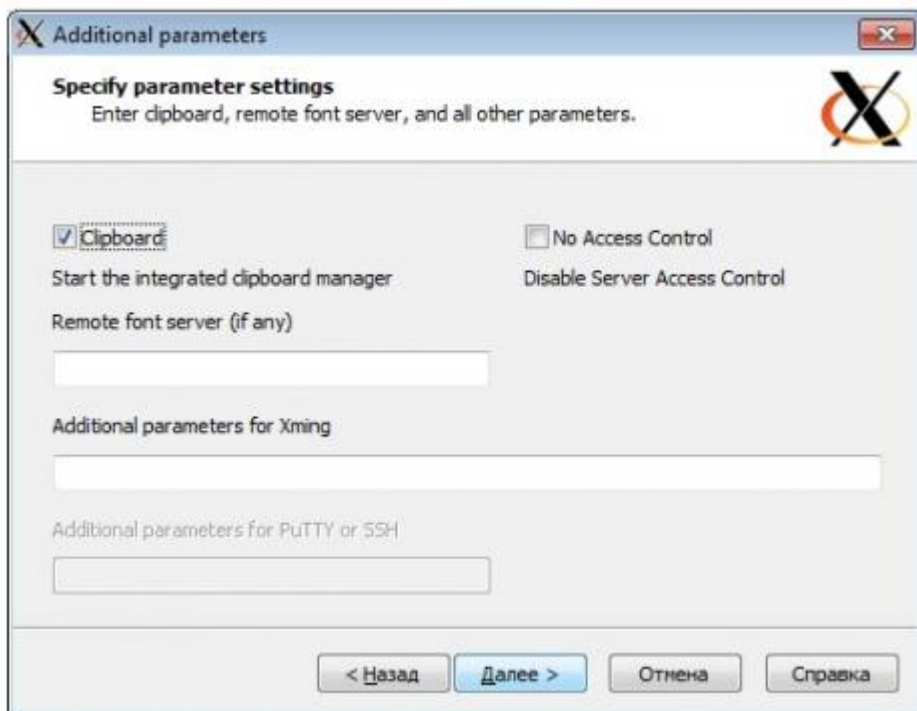 Additional parameters
Specify parameter settings
Enter clipboard, remote font server, and all other parameters.
Clipboard
No Access Control
Start the integrated clipboard manager
Disable Server Access Control
Remote font server (if any)
Additional parameters for Xming
Additional parameters for PuTTY or SSH
< Назад
Далее >
Отмена
Справка